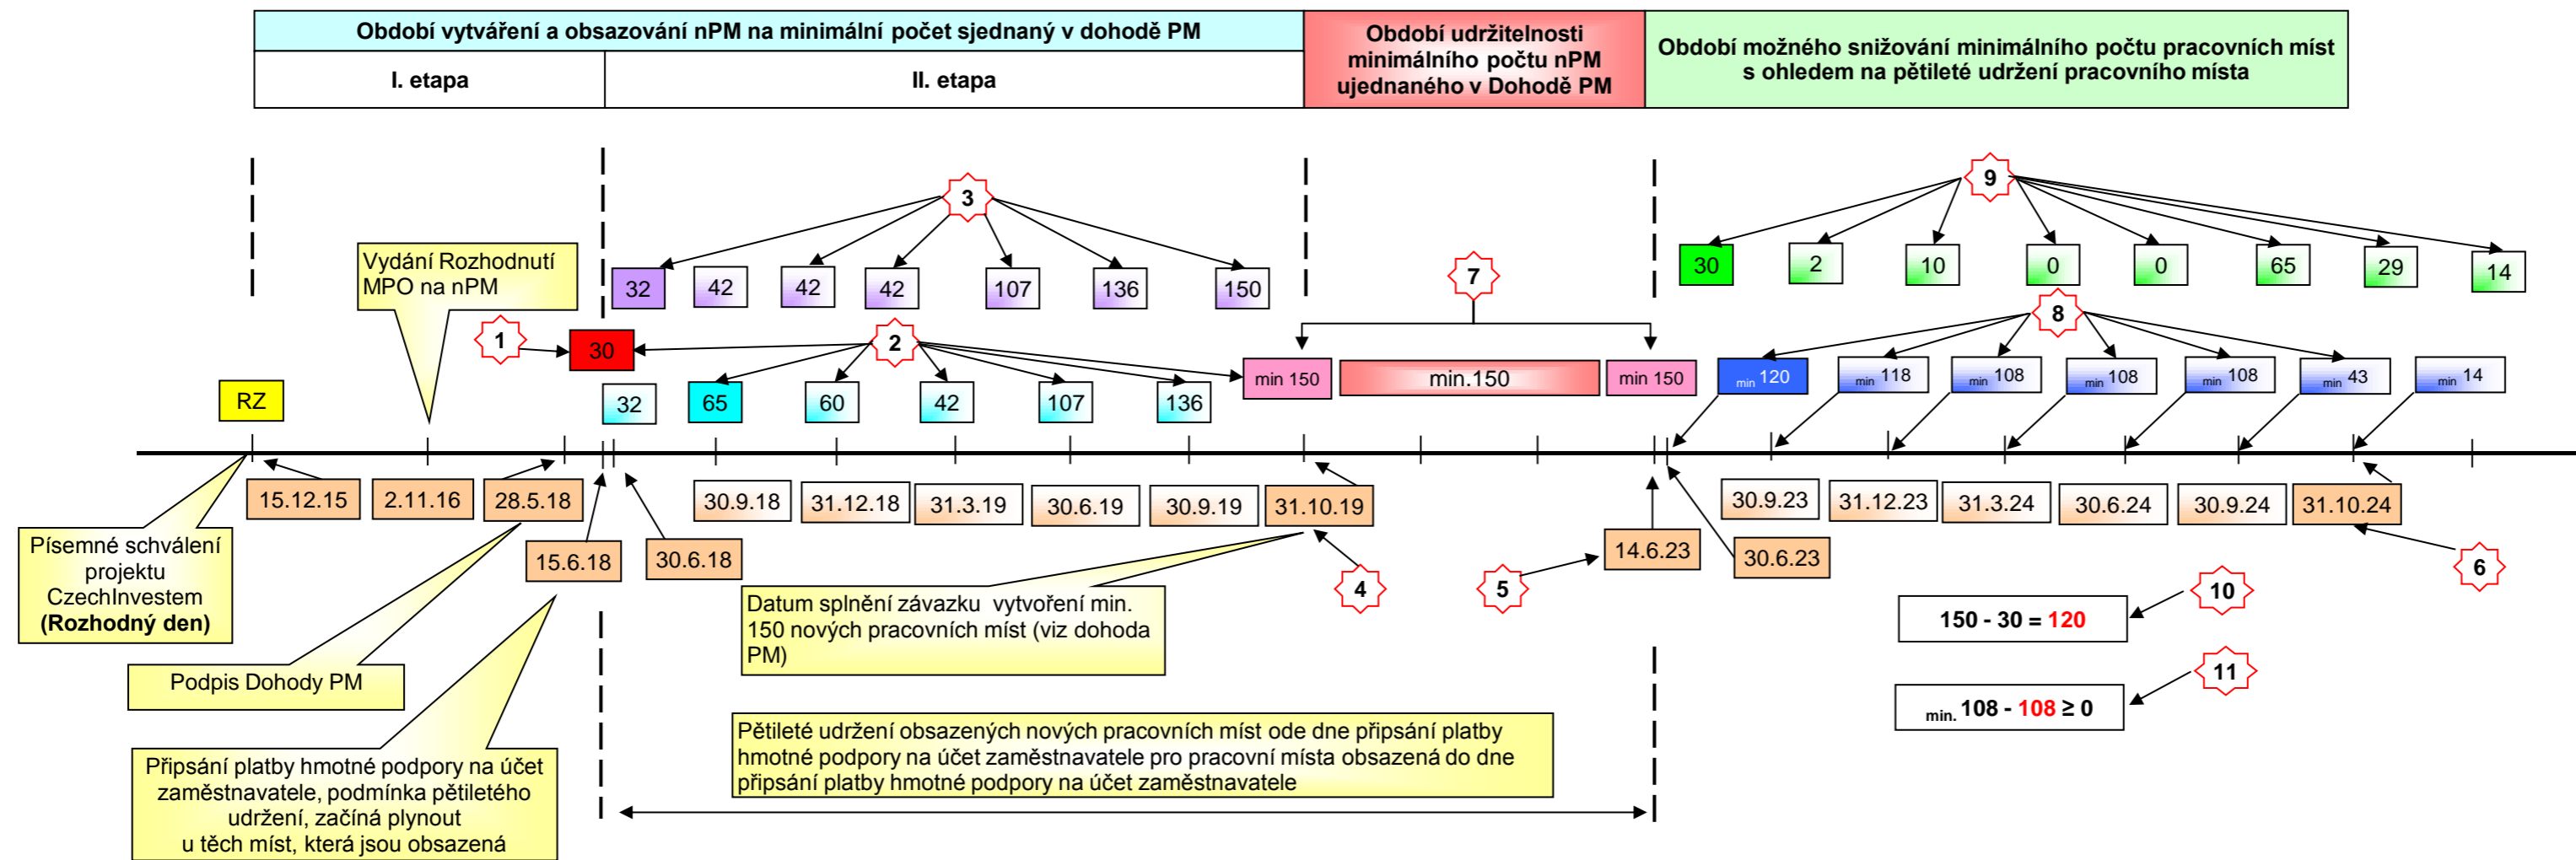 Období vytváření a obsazování nPM na minimální počet sjednaný v dohodě PM
I. etapa
II. etapa
Období udržitelnosti
minimálního počtu nPM
ujednaného v Dohodě PM
Období možného snižování minimálního počtu pracovních míst
s ohledem na pětileté udržení pracovního místa
3
9
Vydání Rozhodnutí
MPO na nPM
32
42
42
42
107
136
150
7
30
2
10
0
0
65
29
14
1
30
2
8
RZ
32
65
60
42
107
136
min 150
min.150
min 150
min 120
min 118
min 108
min 108
min 108
min 43
min 14
15.12.15
2.11.16
28.5.18
30.9.18
31.12.18
31.3.19
30.6.19
30.9.19
31.10.19
30.9.23
31.12.23
31.3.24
30.6.24
30.9.24
31.10.24
15.6.18
30.6.18
14.6.23
30.6.23
Písemné schválení
projektu
CzechInvestem
(Rozhodný den)
4
5
6
Datum splnění závazku vytvoření min.
150 nových pracovních míst (viz dohoda
PM)
10
150 - 30 = 120
Podpis Dohody PM
11
min. 108 - 108 ≥ 0
Pětileté udržení obsazených nových pracovních míst ode dne připsání platby
hmotné podpory na účet zaměstnavatele pro pracovní místa obsazená do dne
připsání platby hmotné podpory na účet zaměstnavatele
Připsání platby hmotné podpory na účet
zaměstnavatele, podmínka pětiletého
udržení, začíná plynout
u těch míst, která jsou obsazená